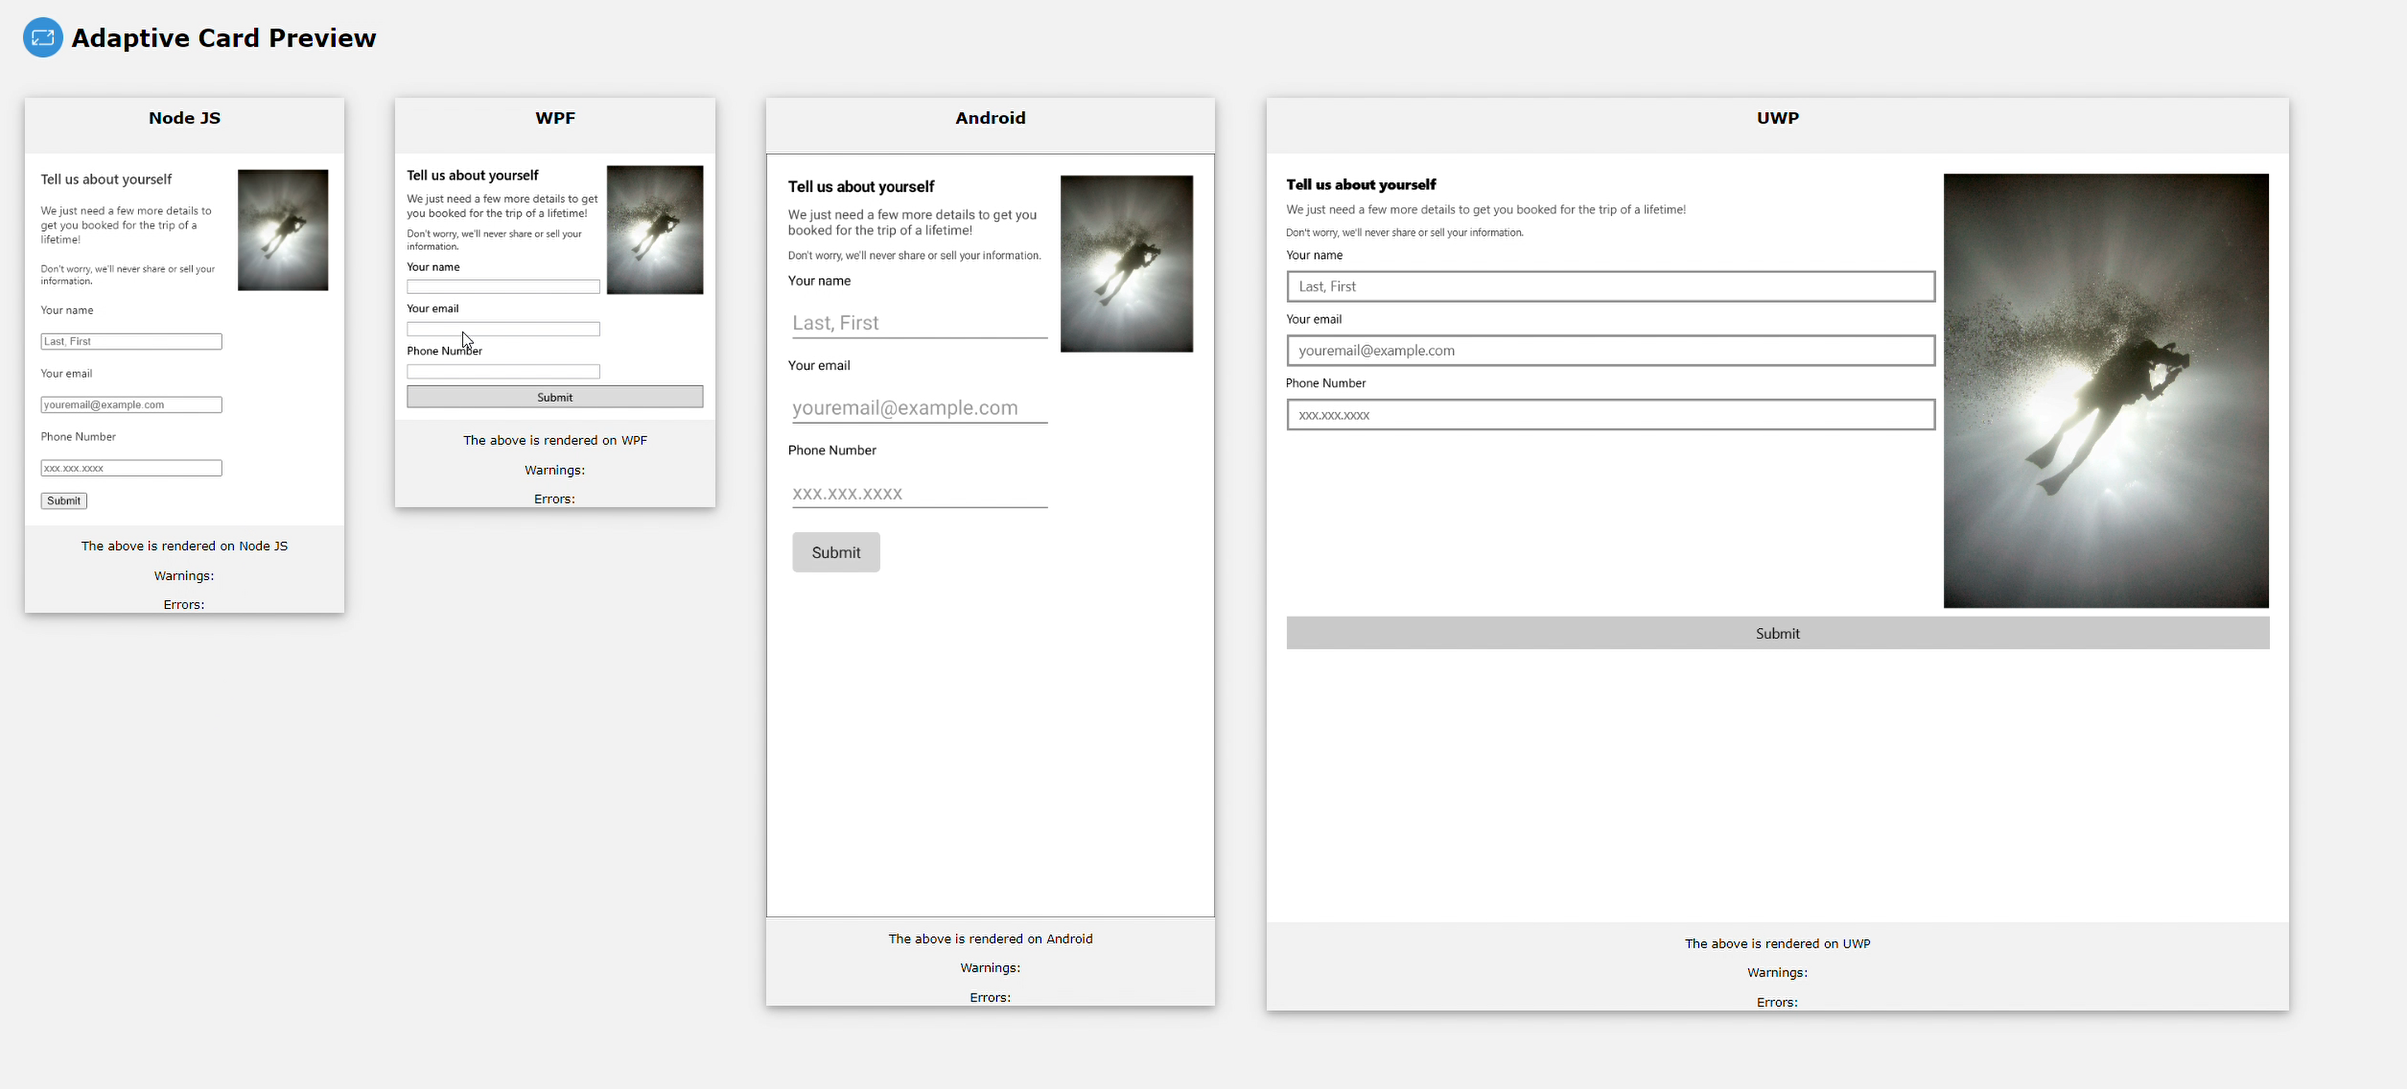 Adaptive Card Preview
Node JS
Tell us about yourself
We just need a few more details to
get you booked for the trip of a
lifetime!
Don't worry, we'll never share or sell your
information.
Your name
Last, First
Your email
youremail@example.com
Phone Number
xxx.xxx.xxxx
Submit
The above is rendered on Node JS
Warnings:
Errors:
WPF
Tell us about yourself
We just need a few more details to get
you booked for the trip of a lifetime!
Don't worry, we'll never share or sell your
information.
Your name
Your email
Phone Number
Submit
The above is rendered on WPF
Warnings:
Errors:
Android
Tell us about yourself
We just need a few more details to get you
booked for the trip of a lifetime!
Don't worry, we'll never share or sell your information.
Your name
Last, First
Your email
youremail@example.com
Phone Number
xxx.xxx.xxxx
Submit
The above is rendered on Android
Warnings:
Errors:
UWP
Tell us about yourself
We just need a few more details to get you booked for the trip of a lifetime!
Don't worry, we'll never share or sell your information.
Your name
Last, First
Your email
youremail@example.com
Phone Number
xxx.xxx.xxxx
Submit
The above is rendered on UWP
Warnings:
Errors: